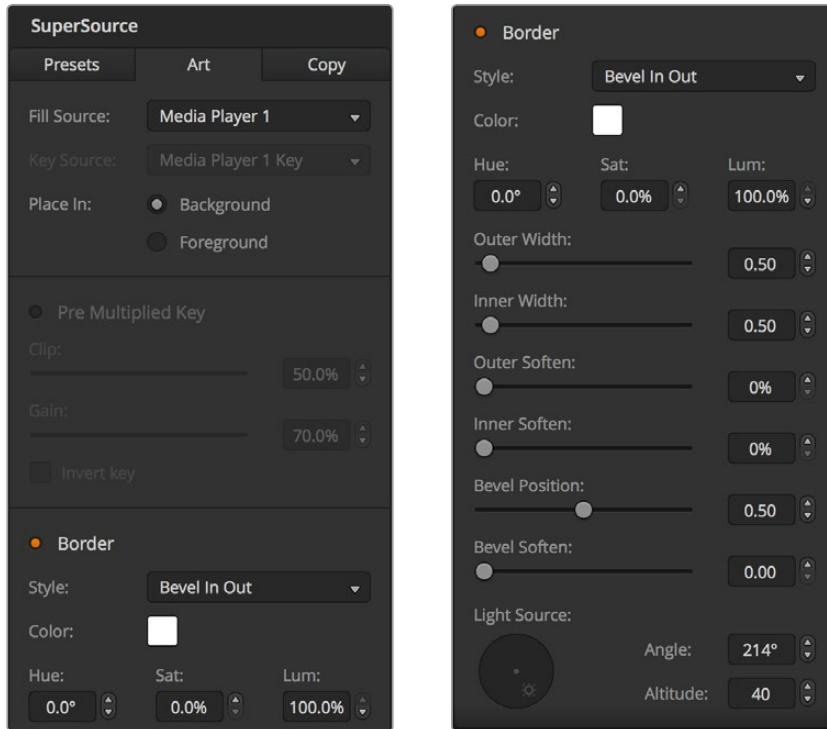 SuperSource
Presets Art Copy
Fill Source: Media Player 1
Key Source: Media Player 1 Key
Place In: Background
Foreground
Pre Multiplied Key
Clip:
50.0%
Gain:
70.0%
Invert key
Border
Style: Bevel In Out
Color:
Hue: Sat: Lum:
0.0° 0.0% 100.0%
Border
Style: Bevel In Out
Color:
Hue: Sat: Lum:
0.0° 0.0% 100.0%
Outer Width:
0.50
Inner Width:
0.50
Outer Soften:
0%
Inner Soften:
0%
Bevel Position:
0.50
Bevel Soften:
0.00
Light Source:
Angle: 214°
Altitude: 40